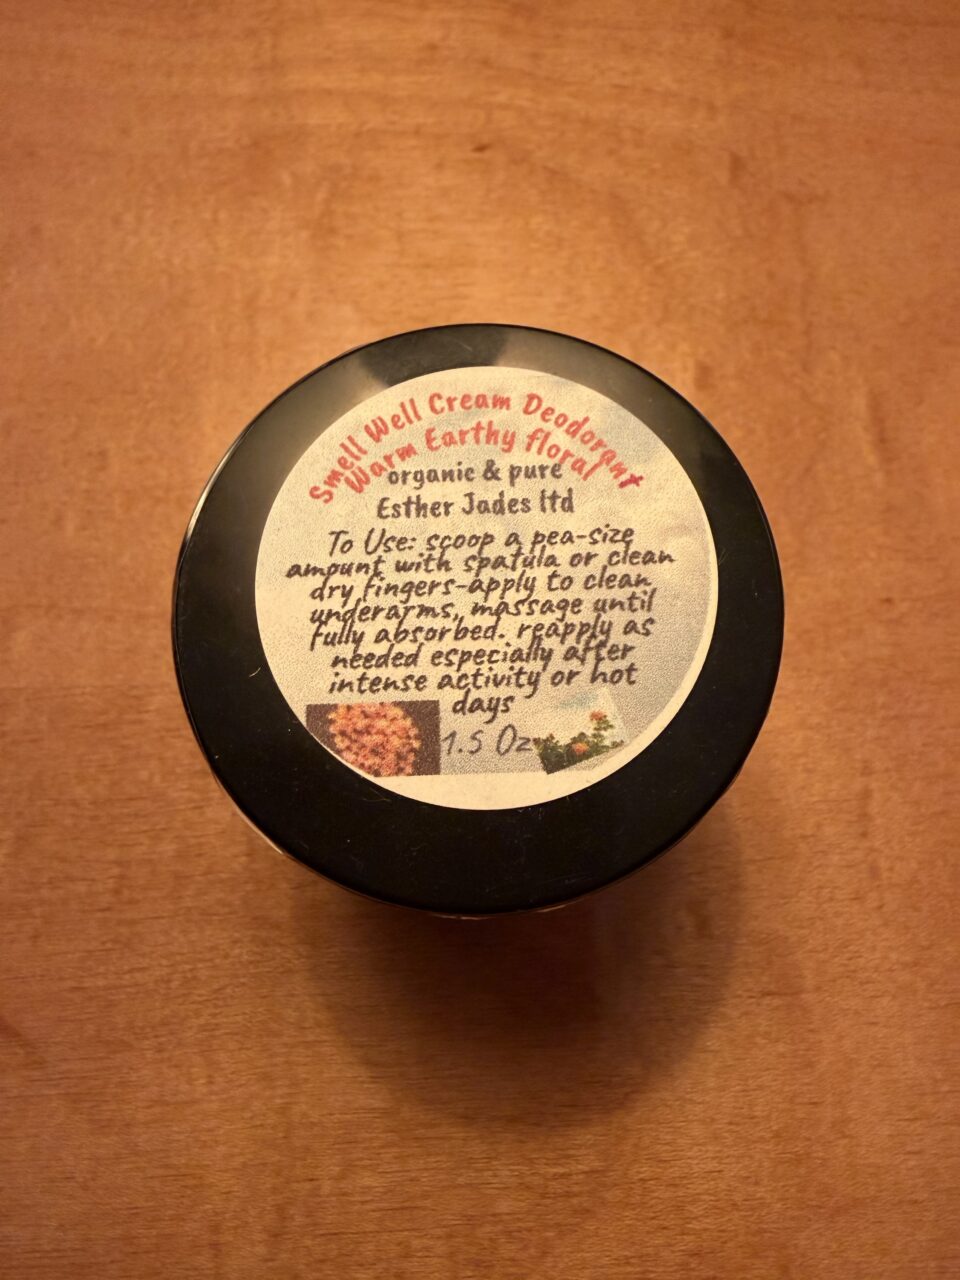 Smell Well Cream Deodorant
Warm Earthy floral
organic & pure
Esther Jades ltd
To Use: scoop a pea-size
amount with spatula or clean
dry fingers-apply to clean
underarms, massage until
fully absorbed. reapply as
needed especially after
intense activity or hot
days
1.5 Oz